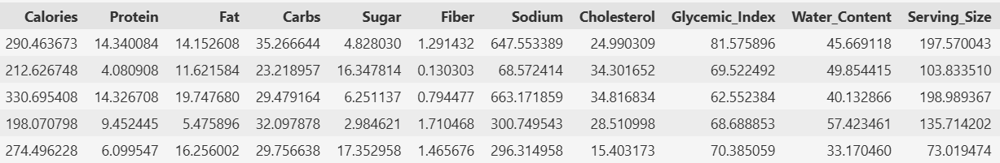 Calories Protein Fat Carbs Sugar Fiber Sodium Cholesterol Glycemic_Index Water_Content Serving_Size
290.463673 14.340084 14.152608 35.266644 4.828030 1.291432 647.553389 24.990309 81.575896 45.669118 197.570043
212.626748 4.080908 11.621584 23.218957 16.347814 0.130303 68.572414 34.301652 69.522492 49.854415 103.833510
330.695408 14.326708 19.747680 29.479164 6.251137 0.794477 663.171859 34.816834 62.552384 40.132866 198.989367
198.070798 9.452445 5.475896 32.097878 2.984621 1.710468 300.749543 28.510998 68.688853 57.423461 135.714202
274.496228 6.099547 16.256002 29.756638 17.352958 1.465676 296.314958 15.403173 70.385059 33.170460 73.019474